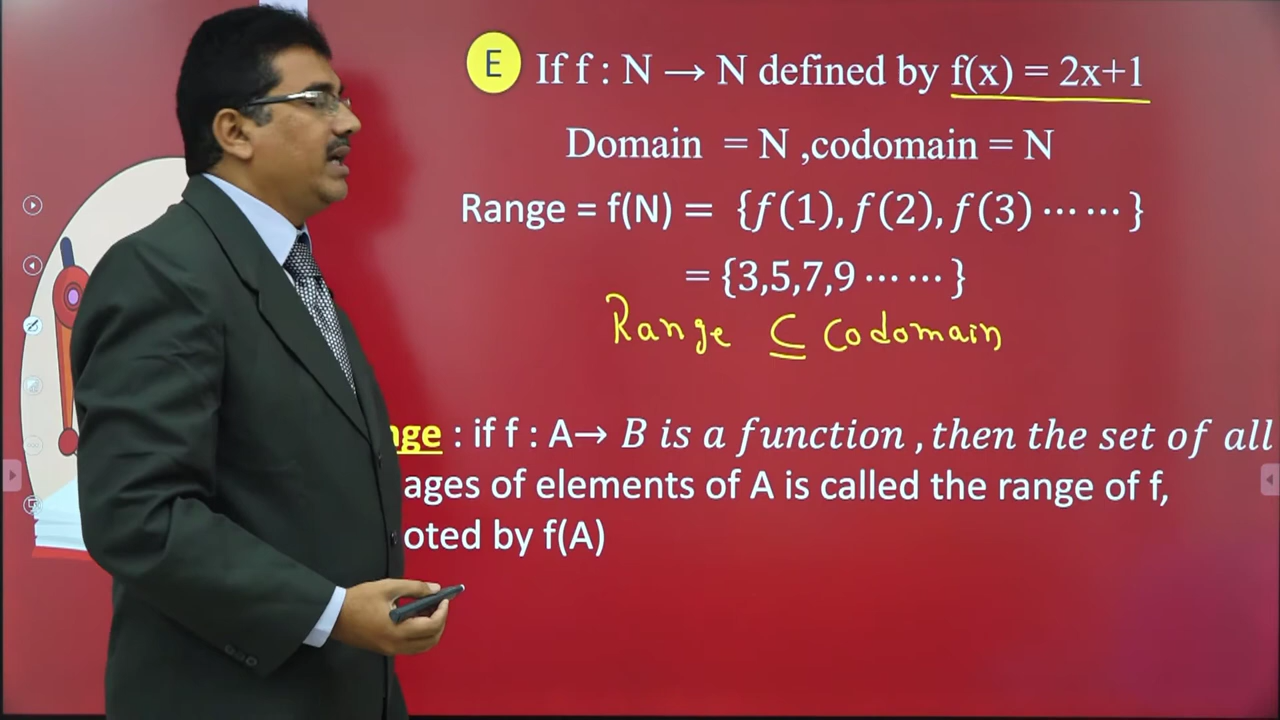 E If f : N → N defined by f(x) = 2x+1
Domain = N ,codomain = N
Range = f(N) = {f(1), f(2), f(3) ⋯ ⋯ }
= {3,5,7,9 ⋯ ⋯ }
Range ⊆ Codomain
nge : if f : A→ B is a function , then the set of all
ages of elements of A is called the range of f,
oted by f(A)